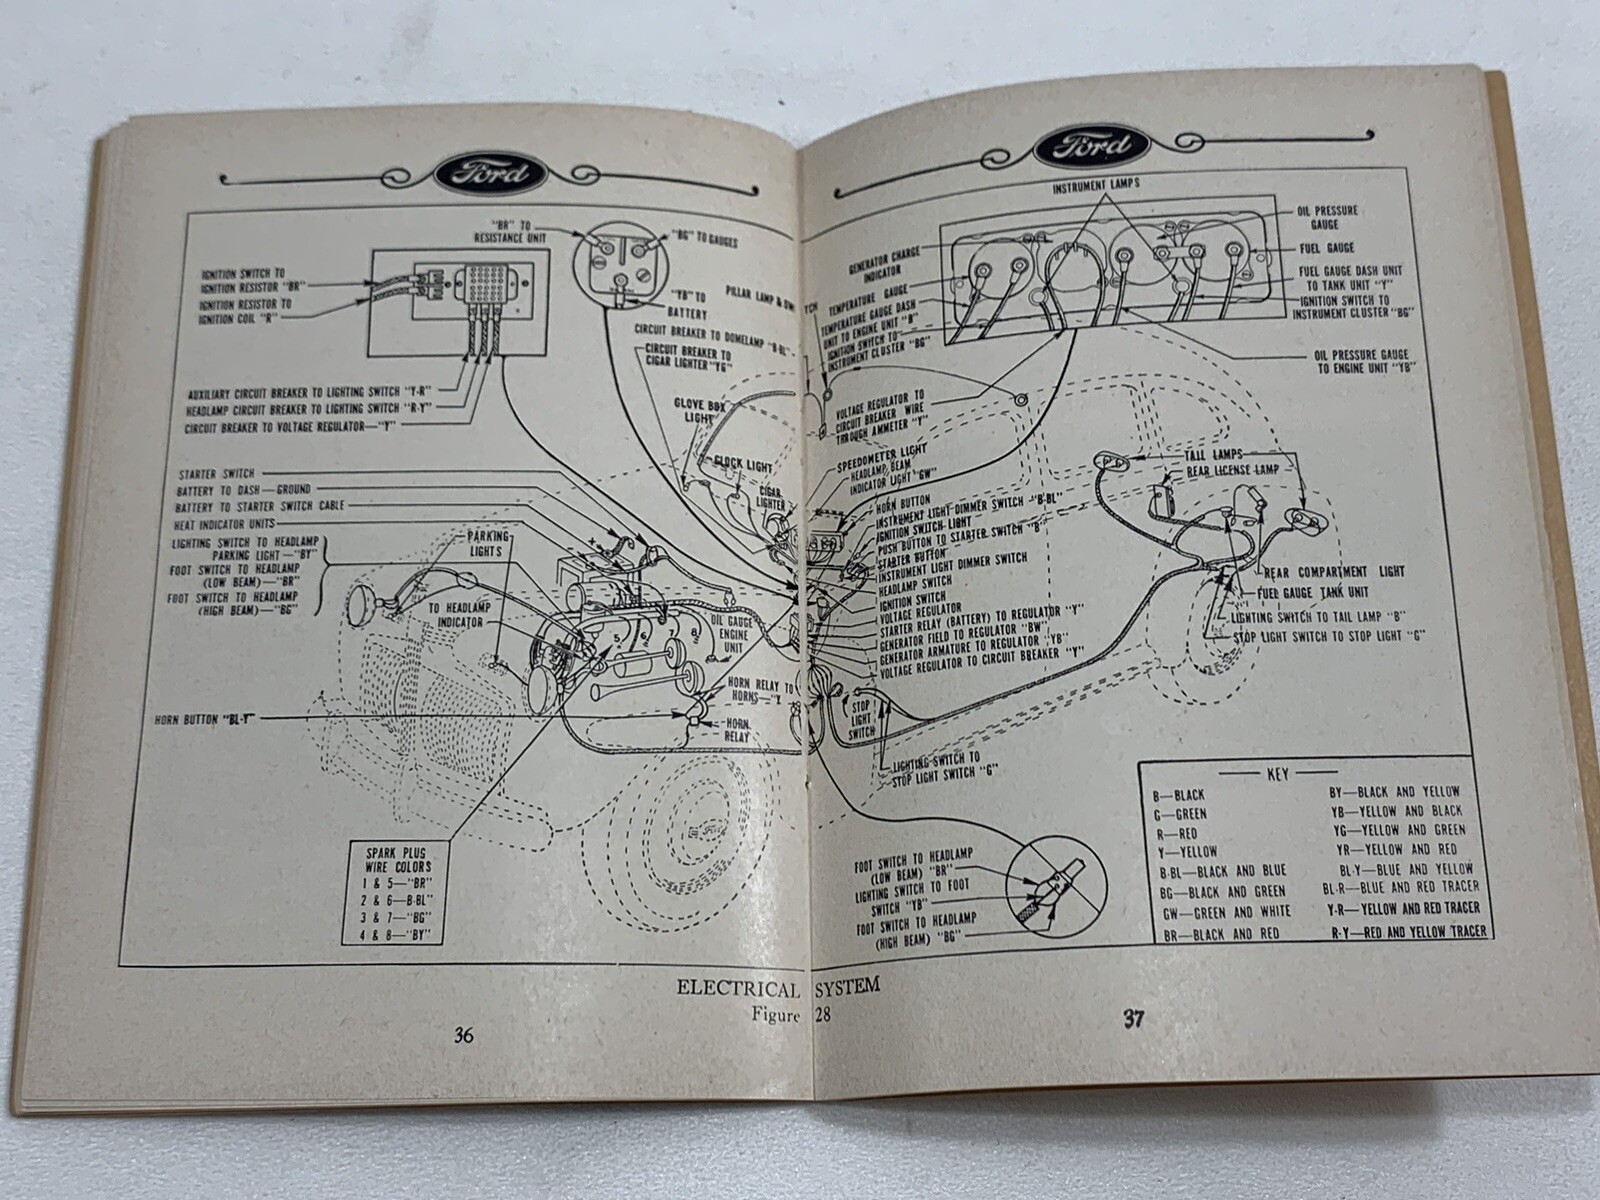 Ford
"BR" TO
RESISTANCE UNIT
"BG" TO GAUGES
IGNITION SWITCH TO
IGNITION RESISTOR "BR"
IGNITION RESISTOR TO
IGNITION COIL "R"
"YB" TO
BATTERY
PILLAR LAMP &
CIRCUIT BREAKER TO DOMELAMP "B-BL"
CIRCUIT BREAKER TO
CIGAR LIGHTER "YG"
AUXILIARY CIRCUIT BREAKER TO LIGHTING SWITCH "Y-R"
HEADLAMP CIRCUIT BREAKER TO LIGHTING SWITCH "R-Y"
CIRCUIT BREAKER TO VOLTAGE REGULATOR—"Y"
GLOVE BOX
LIGHT
CLOCK LIGHT
CIGAR
LIGHTER
STARTER SWITCH
BATTERY TO DASH—GROUND
BATTERY TO STARTER SWITCH CABLE
HEAT INDICATOR UNITS
LIGHTING SWITCH TO HEADLAMP
PARKING LIGHT—"BY"
FOOT SWITCH TO HEADLAMP
(LOW BEAM)—"BR"
FOOT SWITCH TO HEADLAMP
(HIGH BEAM)—"BG"
PARKING
LIGHTS
TO HEADLAMP
INDICATOR
5
6
7
8
OIL GAUGE
ENGINE
UNIT
HORN RELAY TO
HORNS—"Y
HORN BUTTON "BL-Y"
HORN
RELAY
SPARK PLUG
WIRE COLORS
1 & 5—"BR"
2 & 6—B-BL"
3 & 7—"BG"
4 & 8—"BY"
ELECTRICAL
Figure
36
Ford
INSTRUMENT LAMPS
OIL PRESSURE
GAUGE
GENERATOR CHARGE
INDICATOR
FUEL GAUGE
TEMPERATURE GAUGE
FUEL GAUGE DASH UNIT
TO TANK UNIT "Y"
TEMPERATURE GAUGE DASH
UNIT TO ENGINE UNIT "B"
IGNITION SWITCH TO
INSTRUMENT CLUSTER "BG"
IGNITION SWITCH TO
INSTRUMENT CLUSTER "BG"
OIL PRESSURE GAUGE
TO ENGINE UNIT "YB"
VOLTAGE REGULATOR TO
CIRCUIT BREAKER WIRE
THROUGH AMMETER "Y"
SPEEDOMETER LIGHT
HEADLAMP BEAM
INDICATOR LIGHT "GW"
TAIL LAMPS
REAR LICENSE LAMP
HORN BUTTON
INSTRUMENT LIGHT DIMMER SWITCH "B-BL"
IGNITION SWITCH LIGHT
PUSH BUTTON TO STARTER SWITCH "B"
STARTER BUTTON
INSTRUMENT LIGHT DIMMER SWITCH
HEADLAMP SWITCH
IGNITION SWITCH
VOLTAGE REGULATOR
STARTER RELAY (BATTERY) TO REGULATOR "Y"
GENERATOR FIELD TO REGULATOR "BW"
GENERATOR ARMATURE TO REGULATOR "YB"
VOLTAGE REGULATOR TO CIRCUIT BREAKER "Y"
REAR COMPARTMENT LIGHT
FUEL GAUGE TANK UNIT
LIGHTING SWITCH TO TAIL LAMP "B"
STOP LIGHT SWITCH TO STOP LIGHT "G"
STOP
LIGHT
SWITCH
LIGHTING SWITCH TO
STOP LIGHT SWITCH "G"
FOOT SWITCH TO HEADLAMP
(LOW BEAM) "BR"
LIGHTING SWITCH TO FOOT
SWITCH "YB"
FOOT SWITCH TO HEADLAMP
(HIGH BEAM) "BG"
KEY
B—BLACK
G—GREEN
R—RED
Y—YELLOW
B-BL—BLACK AND BLUE
BG—BLACK AND GREEN
GW—GREEN AND WHITE
BR—BLACK AND RED
BY—BLACK AND YELLOW
YB—YELLOW AND BLACK
YG—YELLOW AND GREEN
YR—YELLOW AND RED
BL-Y—BLUE AND YELLOW
BL-R—BLUE AND RED TRACER
Y-R—YELLOW AND RED TRACER
R-Y—RED AND YELLOW TRACER
SYSTEM
28
37